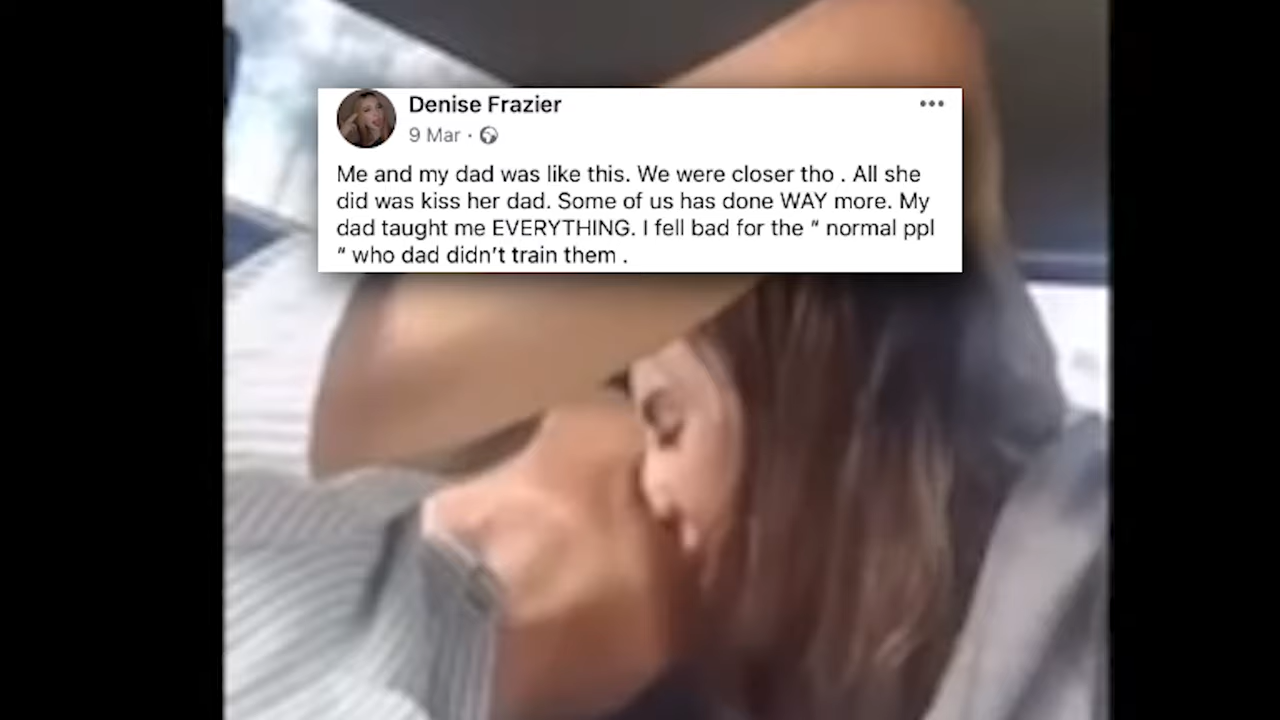 Denise Frazier
9 Mar ·
Me and my dad was like this. We were closer tho . All she
did was kiss her dad. Some of us has done WAY more. My
dad taught me EVERYTHING. I fell bad for the “ normal ppl
“ who dad didn’t train them .